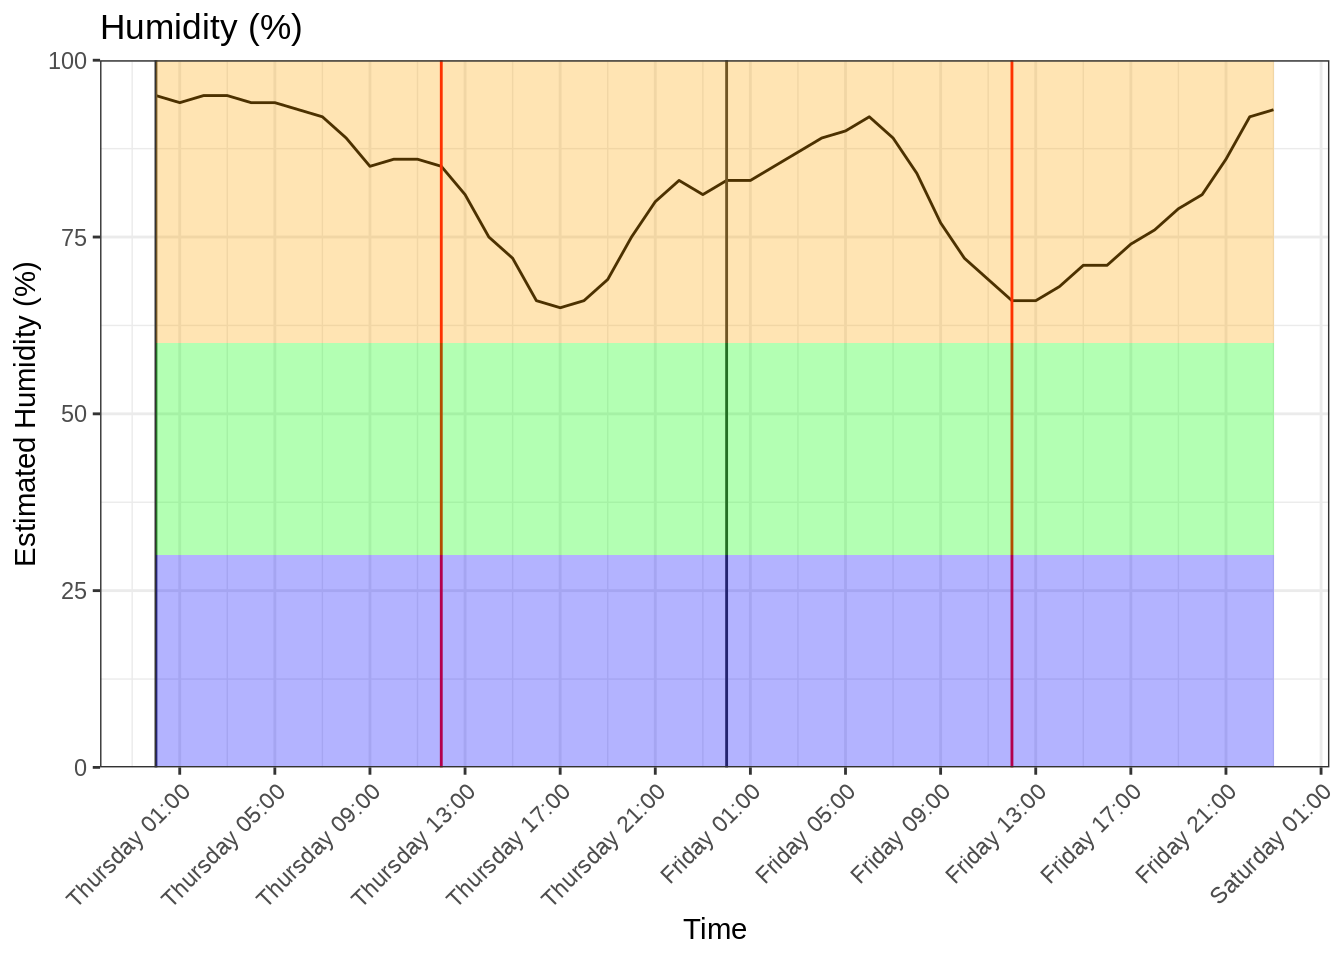 Humidity (%)
Estimated Humidity (%)
100
75
50
25
0
Thursday 01:00
Thursday 05:00
Thursday 09:00
Thursday 13:00
Thursday 17:00
Thursday 21:00
Friday 01:00
Friday 05:00
Friday 09:00
Friday 13:00
Friday 17:00
Friday 21:00
Saturday 01:00
Time